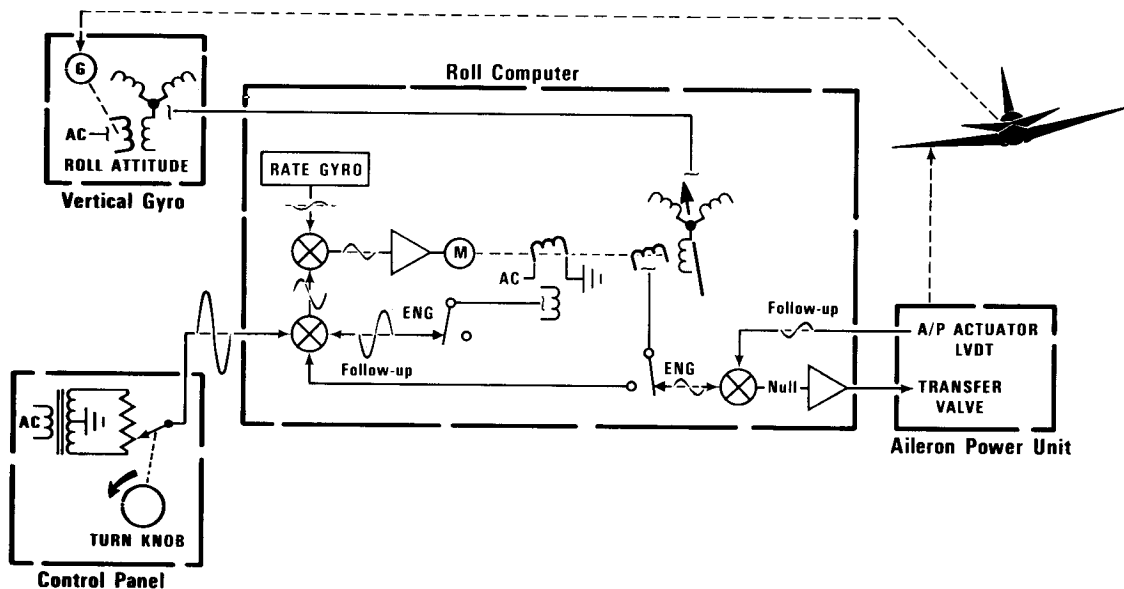 G
AC
ROLL ATTITUDE
Vertical Gyro
Roll Computer
RATE GYRO
M
AC
ENG
Follow-up
ENG
Null
Follow-up
A/P ACTUATOR
LVDT
TRANSFER
VALVE
Aileron Power Unit
AC
TURN KNOB
Control Panel